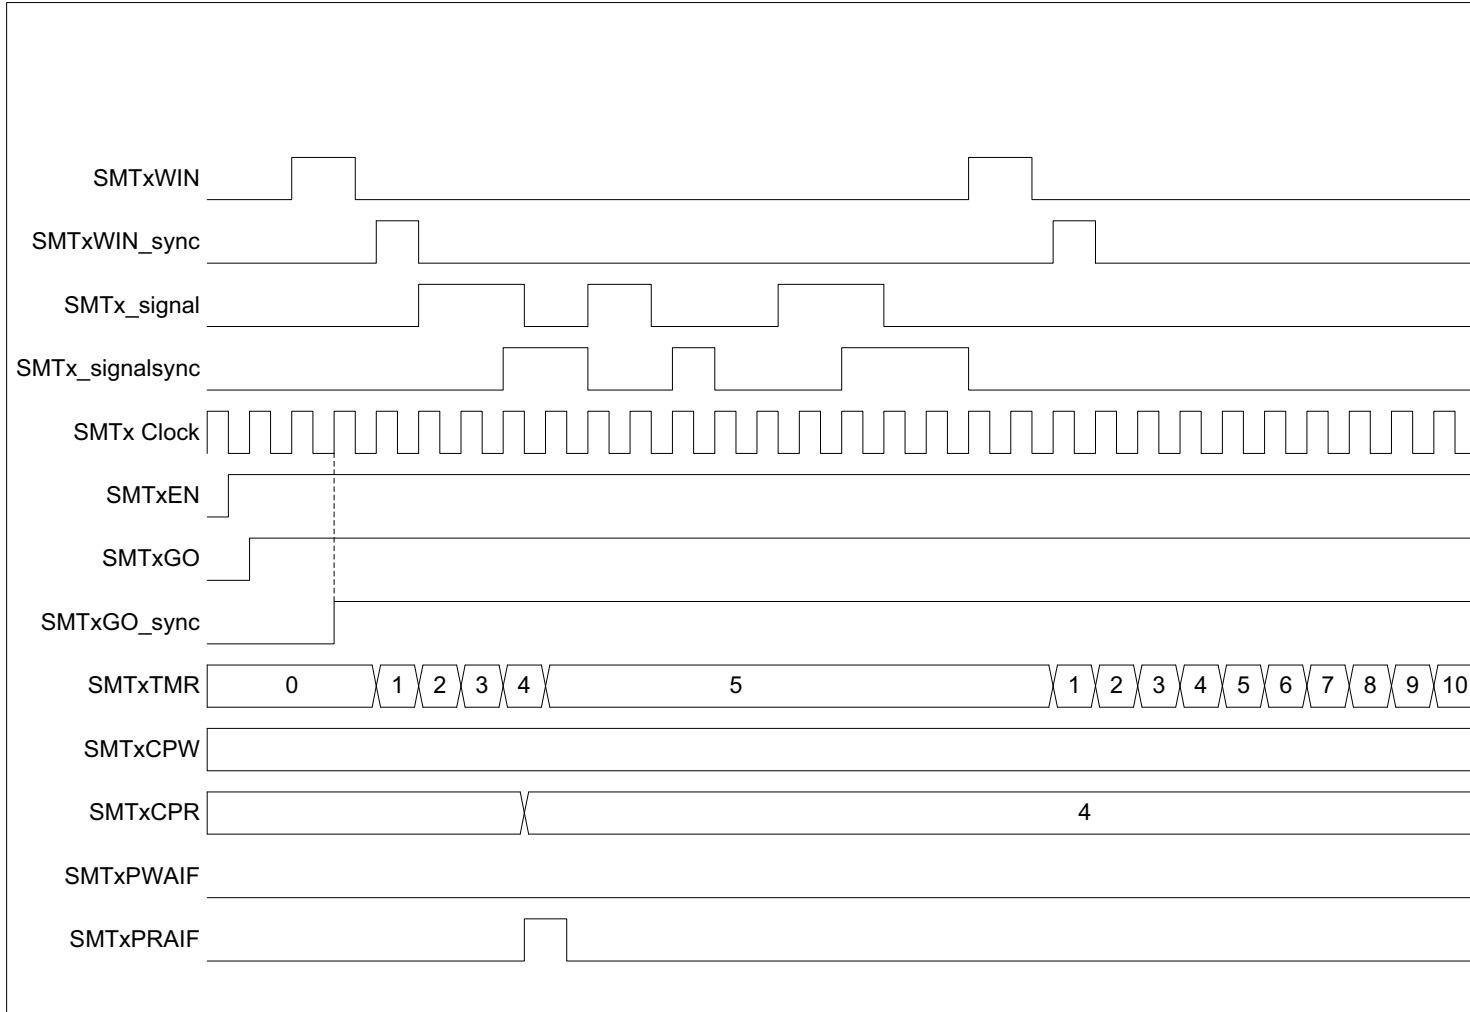 SMTxWIN
SMTxWIN_sync
SMTx_signal
SMTx_signalsync
SMTx Clock
SMTxEN
SMTxGO
SMTxGO_sync
SMTxTMR 0 1 2 3 4 5 1 2 3 4 5 6 7 8 9 10
SMTxCPW
SMTxCPR 4
SMTxPWAIF
SMTxPRAIF